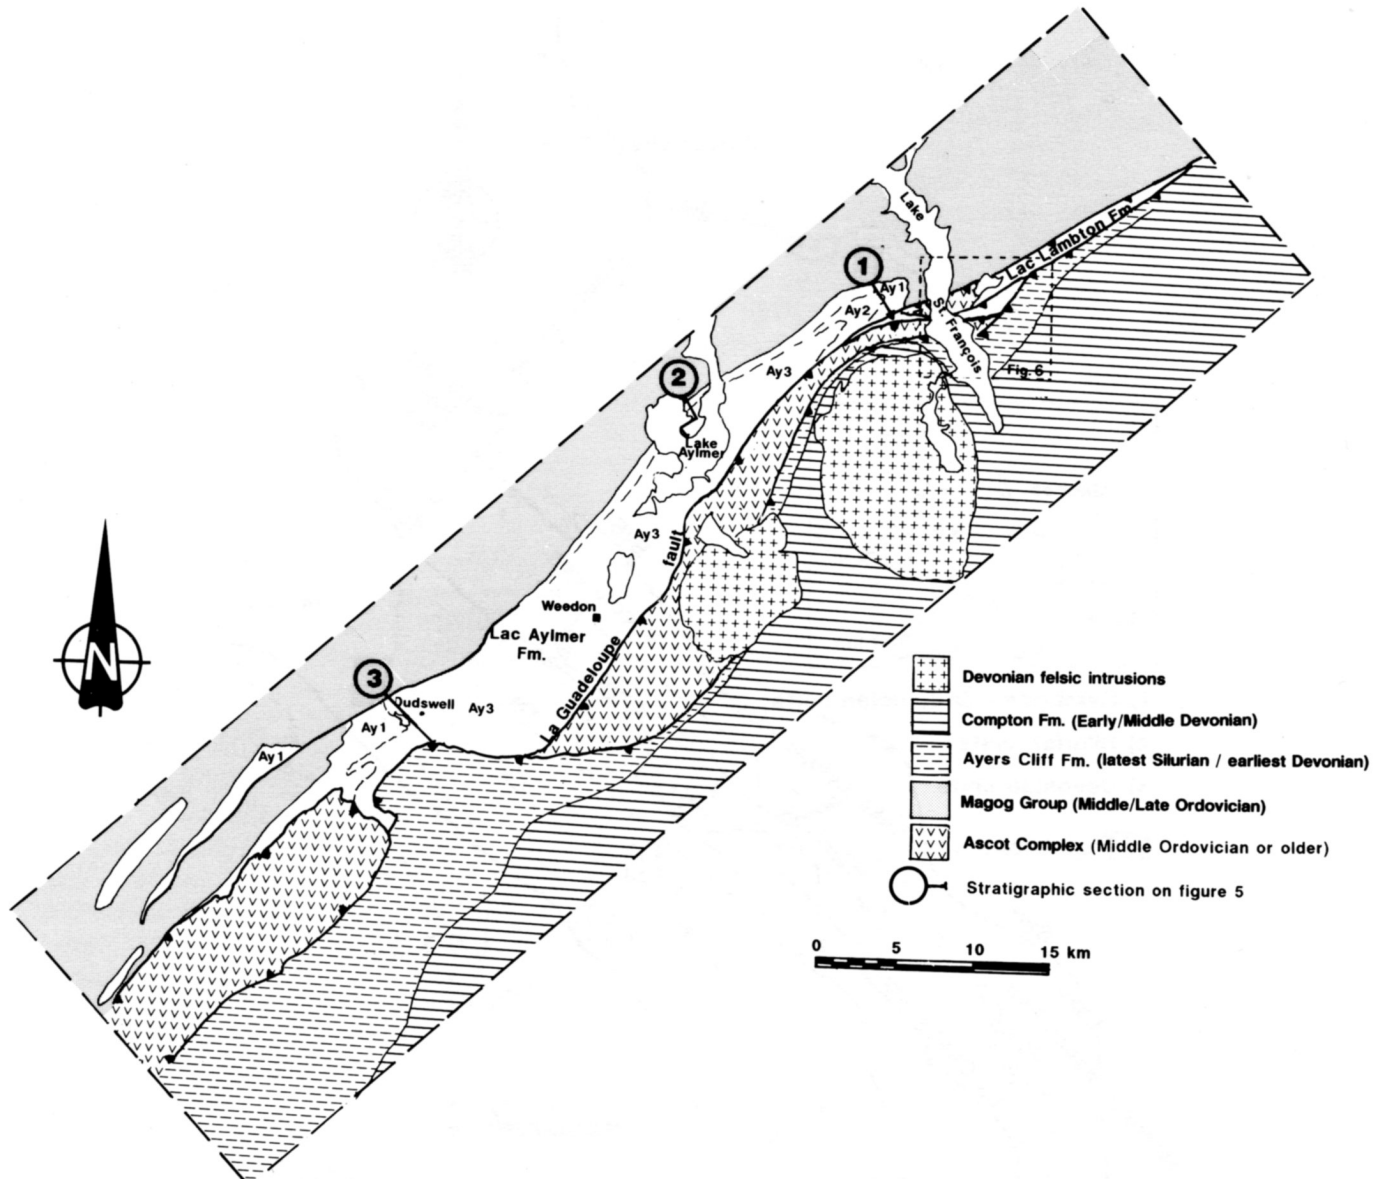 Lake
St. François
Lac-Lambton Fm.
1
Ay1
Ay2
Fig. 6
Ay3
2
Lake
Aylmer
Ay3
fault
La Guadeloupe
Weedon
Lac Aylmer
Fm.
3
Dudswell
Ay3
Ay1
Ay1
N
Devonian felsic intrusions
Compton Fm. (Early/Middle Devonian)
Ayers Cliff Fm. (latest Silurian / earliest Devonian)
Magog Group (Middle/Late Ordovician)
Ascot Complex (Middle Ordovician or older)
Stratigraphic section on figure 5
0 5 10 15 km